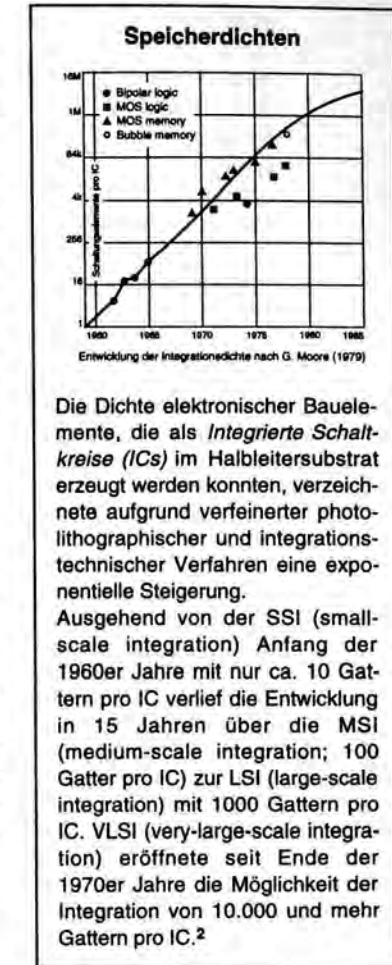 Speicherdichten
16M
1M
64k
4k
256
16
1
Schaltungselemente pro IC
Bipolar logic
MOS logic
MOS memory
Bubble memory
1960 1965 1970 1975 1980 1985
Entwicklung der Integrationsdichte nach G. Moore (1979)
Die Dichte elektronischer Bauele-
mente, die als Integrierte Schalt-
kreise (ICs) im Halbleitersubstrat
erzeugt werden konnten, verzeich-
nete aufgrund verfeinerter photo-
lithographischer und integrations-
technischer Verfahren eine expo-
nentielle Steigerung.
Ausgehend von der SSI (small-
scale integration) Anfang der
1960er Jahre mit nur ca. 10 Gat-
tern pro IC verlief die Entwicklung
in 15 Jahren über die MSI
(medium-scale integration; 100
Gatter pro IC) zur LSI (large-scale
integration) mit 1000 Gattern pro
IC. VLSI (very-large-scale integra-
tion) eröffnete seit Ende der
1970er Jahre die Möglichkeit der
Integration von 10.000 und mehr
Gattern pro IC.2